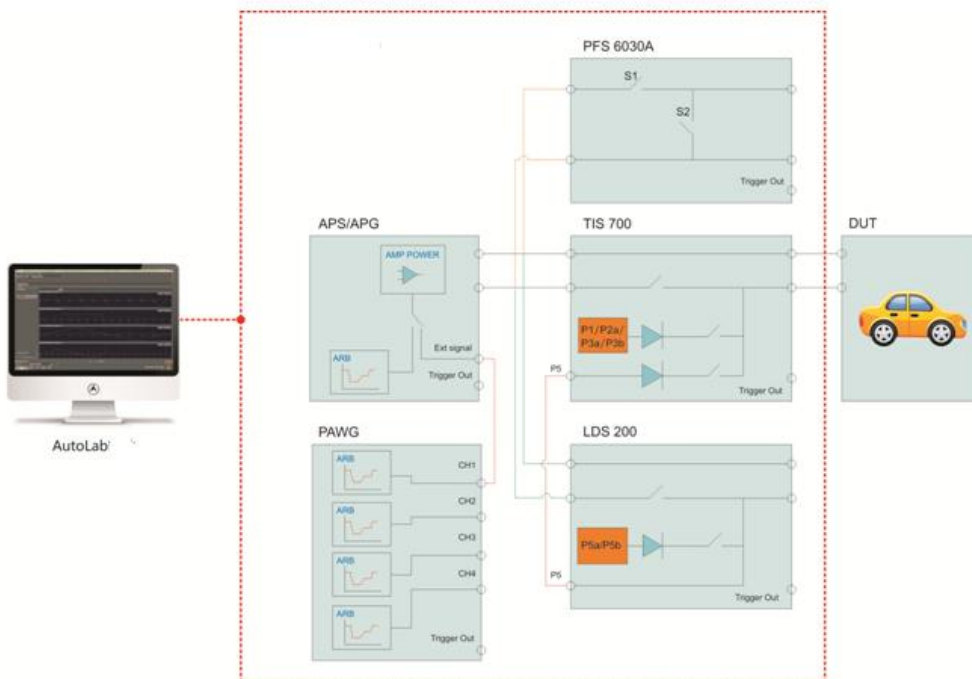 PFS 6030A
S1
S2
Trigger Out
APS/APG
AMP POWER
ARB
Ext signal
Trigger Out
TIS 700
P1/P2a/
P3a/P3b
P5
Trigger Out
DUT
AutoLab
PAWG
ARB
CH1
CH2
ARB
CH3
ARB
CH4
ARB
Trigger Out
LDS 200
P5a/P5b
P5
Trigger Out